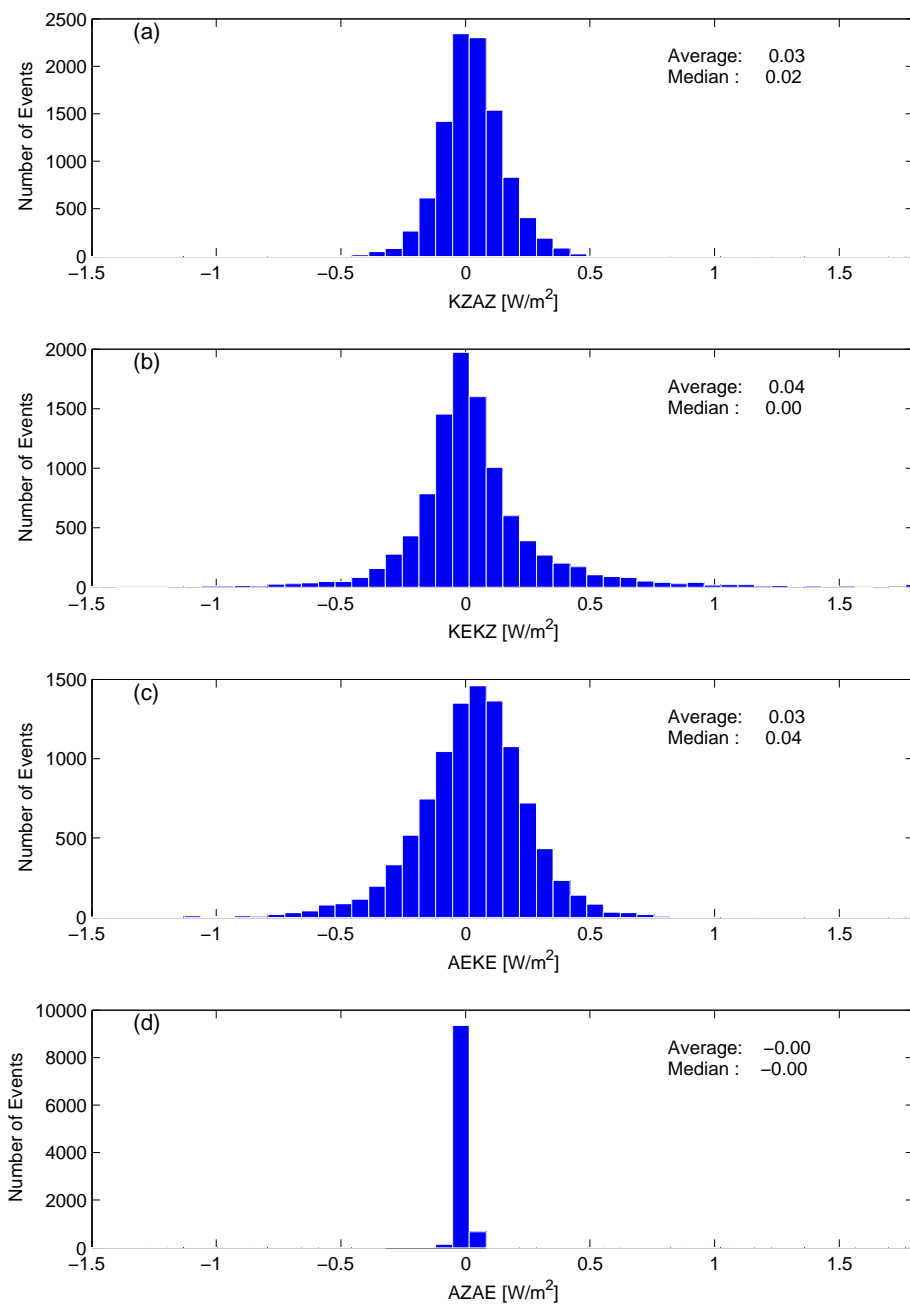 (a)
Average: 0.03
Median : 0.02
Number of Events
2500
2000
1500
1000
500
0
−1.5 −1 −0.5 0 0.5 1 1.5
KZAZ [W/m²]
(b)
Average: 0.04
Median : 0.00
Number of Events
2000
1500
1000
500
0
−1.5 −1 −0.5 0 0.5 1 1.5
KEKZ [W/m²]
(c)
Average: 0.03
Median : 0.04
Number of Events
1500
1000
500
0
−1.5 −1 −0.5 0 0.5 1 1.5
AEKE [W/m²]
(d)
Average: −0.00
Median : −0.00
Number of Events
10000
8000
6000
4000
2000
0
−1.5 −1 −0.5 0 0.5 1 1.5
AZAE [W/m²]